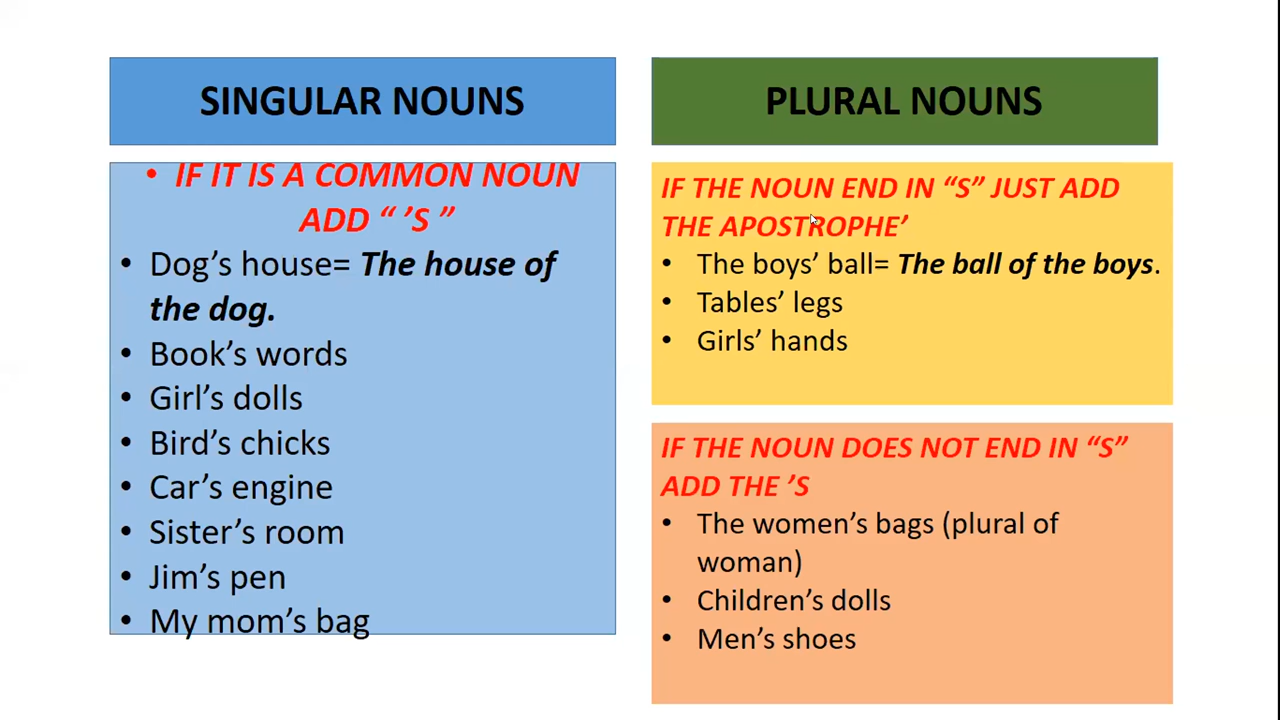 SINGULAR NOUNS
• IF IT IS A COMMON NOUN
ADD “ ’S ”
• Dog’s house= The house of
the dog.
• Book’s words
• Girl’s dolls
• Bird’s chicks
• Car’s engine
• Sister’s room
• Jim’s pen
• My mom’s bag
PLURAL NOUNS
IF THE NOUN END IN “S” JUST ADD
THE APOSTROPHE’
• The boys’ ball= The ball of the boys.
• Tables’ legs
• Girls’ hands
IF THE NOUN DOES NOT END IN “S”
ADD THE ’S
• The women’s bags (plural of
woman)
• Children’s dolls
• Men’s shoes